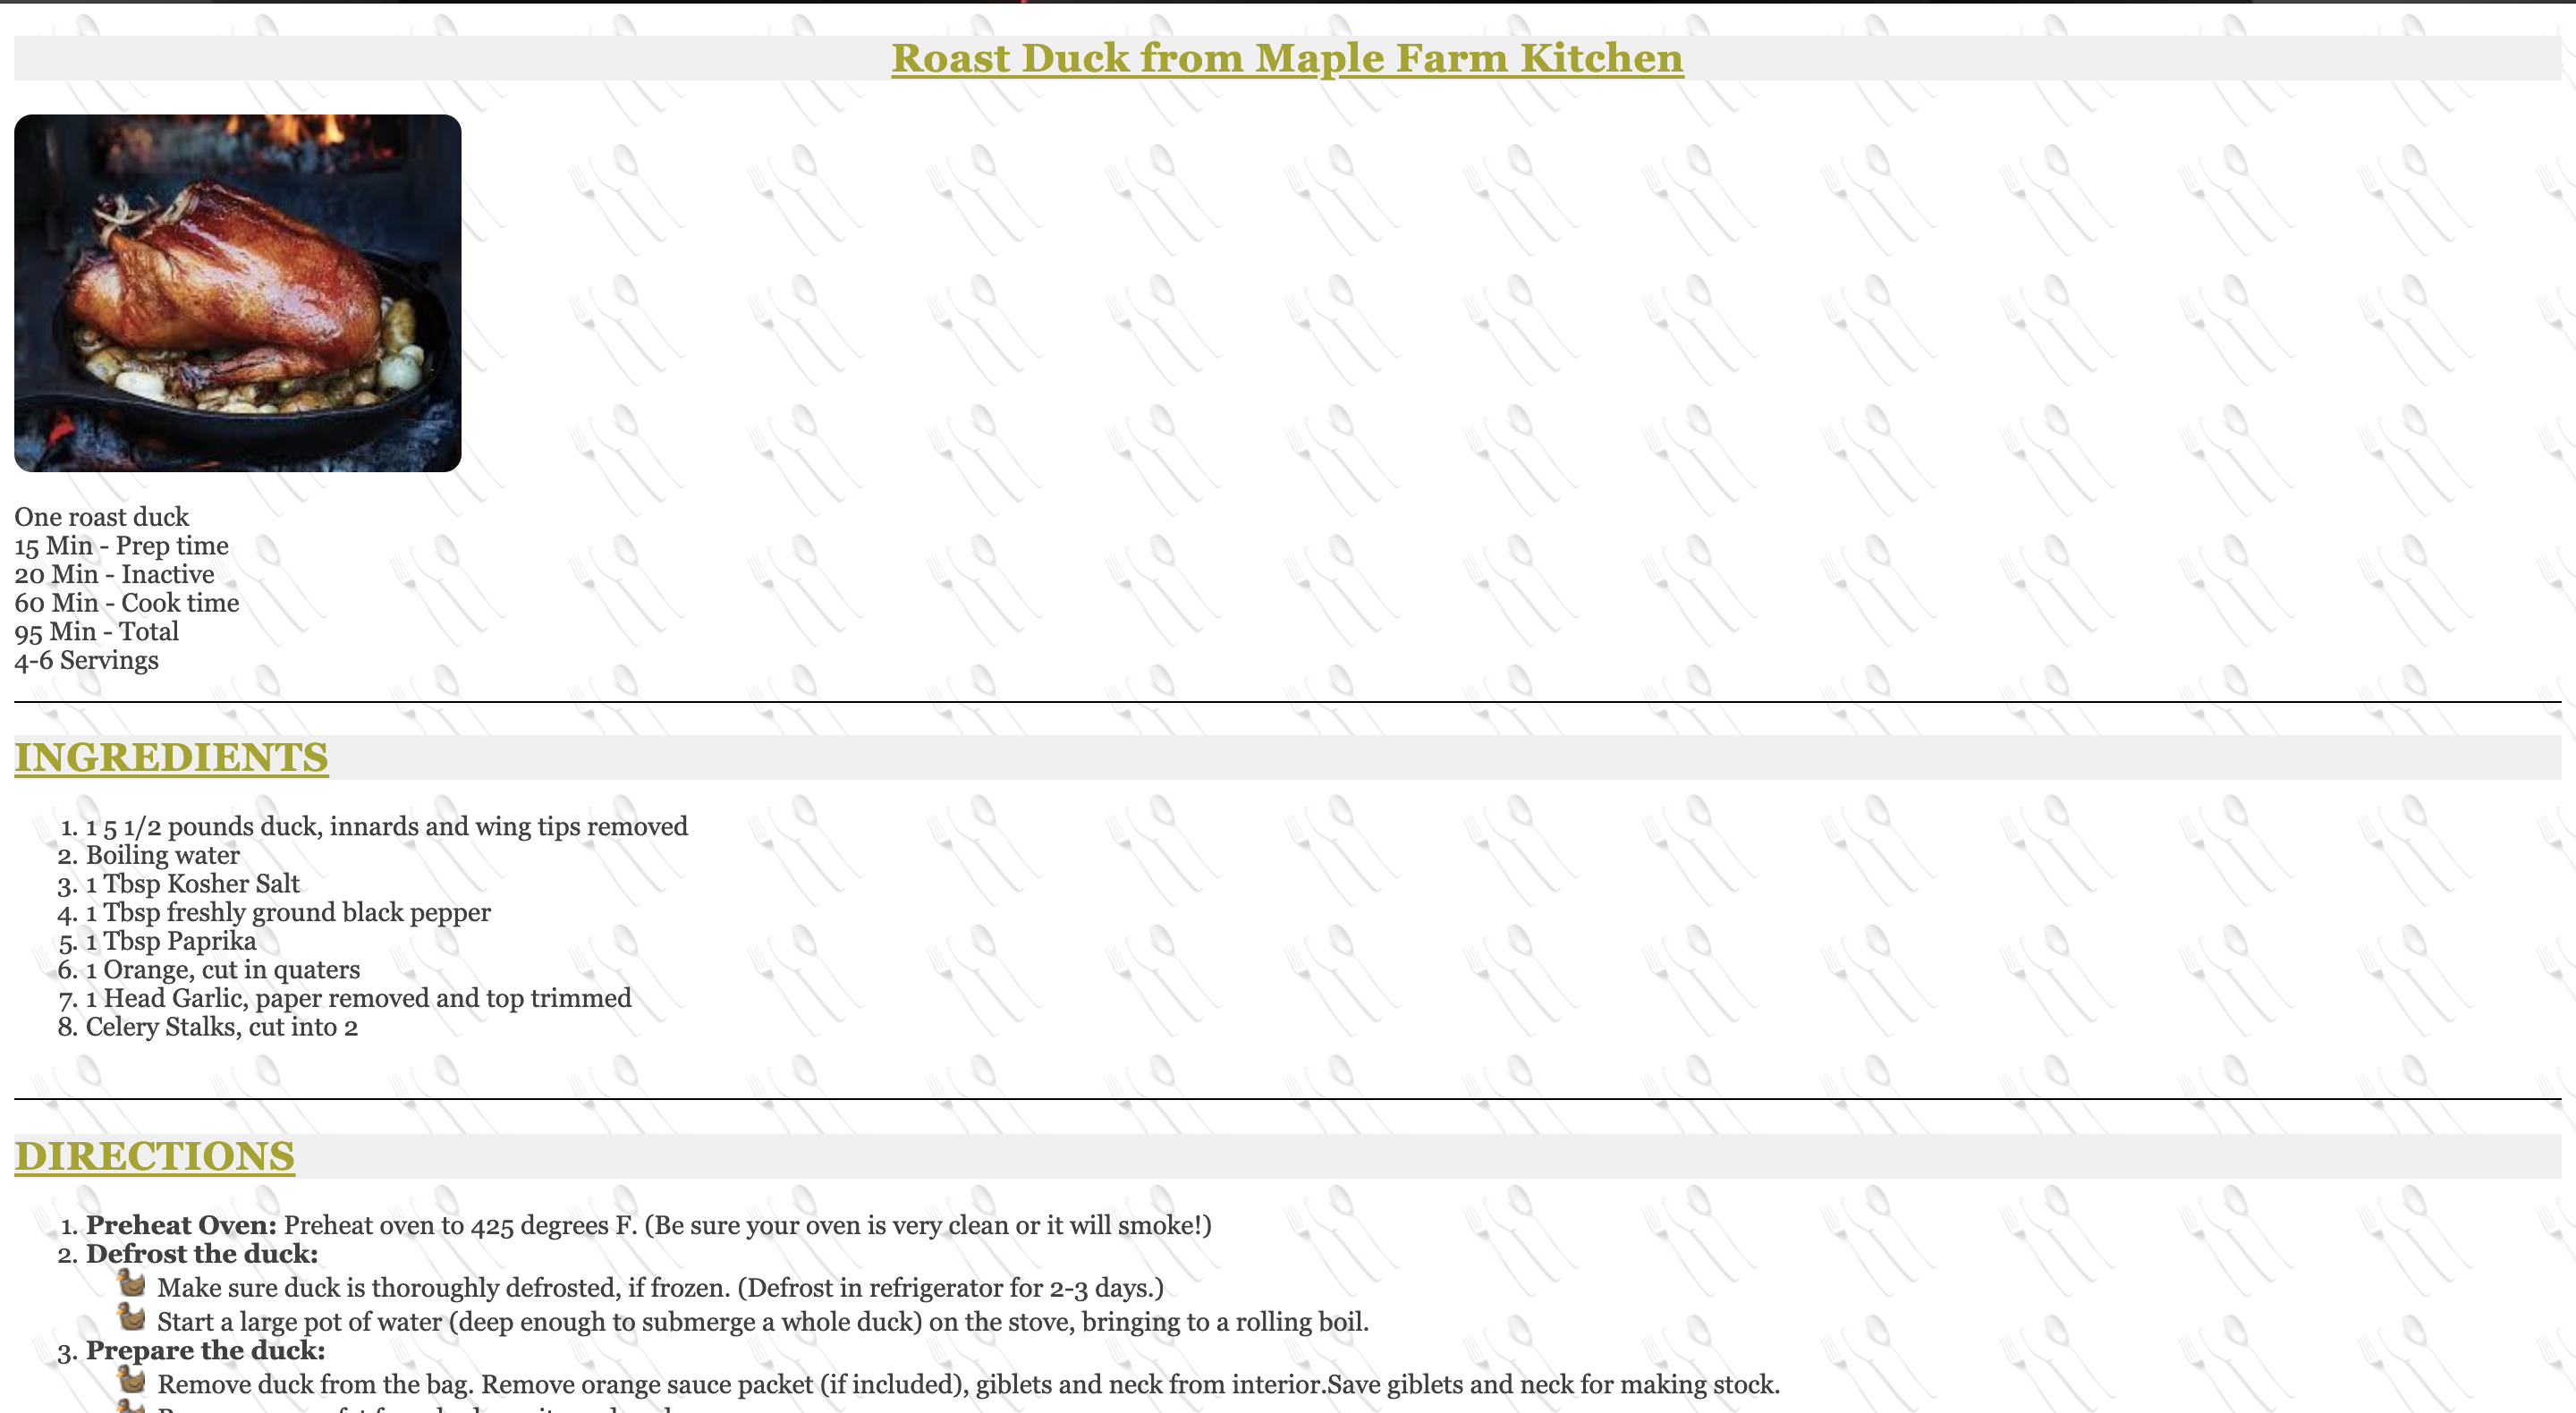 Roast Duck from Maple Farm Kitchen
One roast duck
15 Min - Prep time
20 Min - Inactive
60 Min - Cook time
95 Min - Total
4-6 Servings
INGREDIENTS
1. 1 5 1/2 pounds duck, innards and wing tips removed
2. Boiling water
3. 1 Tbsp Kosher Salt
4. 1 Tbsp freshly ground black pepper
5. 1 Tbsp Paprika
6. 1 Orange, cut in quaters
7. 1 Head Garlic, paper removed and top trimmed
8. Celery Stalks, cut into 2
DIRECTIONS
1. Preheat Oven: Preheat oven to 425 degrees F. (Be sure your oven is very clean or it will smoke!)
2. Defrost the duck:
Make sure duck is thoroughly defrosted, if frozen. (Defrost in refrigerator for 2-3 days.)
Start a large pot of water (deep enough to submerge a whole duck) on the stove, bringing to a rolling boil.
3. Prepare the duck:
Remove duck from the bag. Remove orange sauce packet (if included), giblets and neck from interior.Save giblets and neck for making stock.